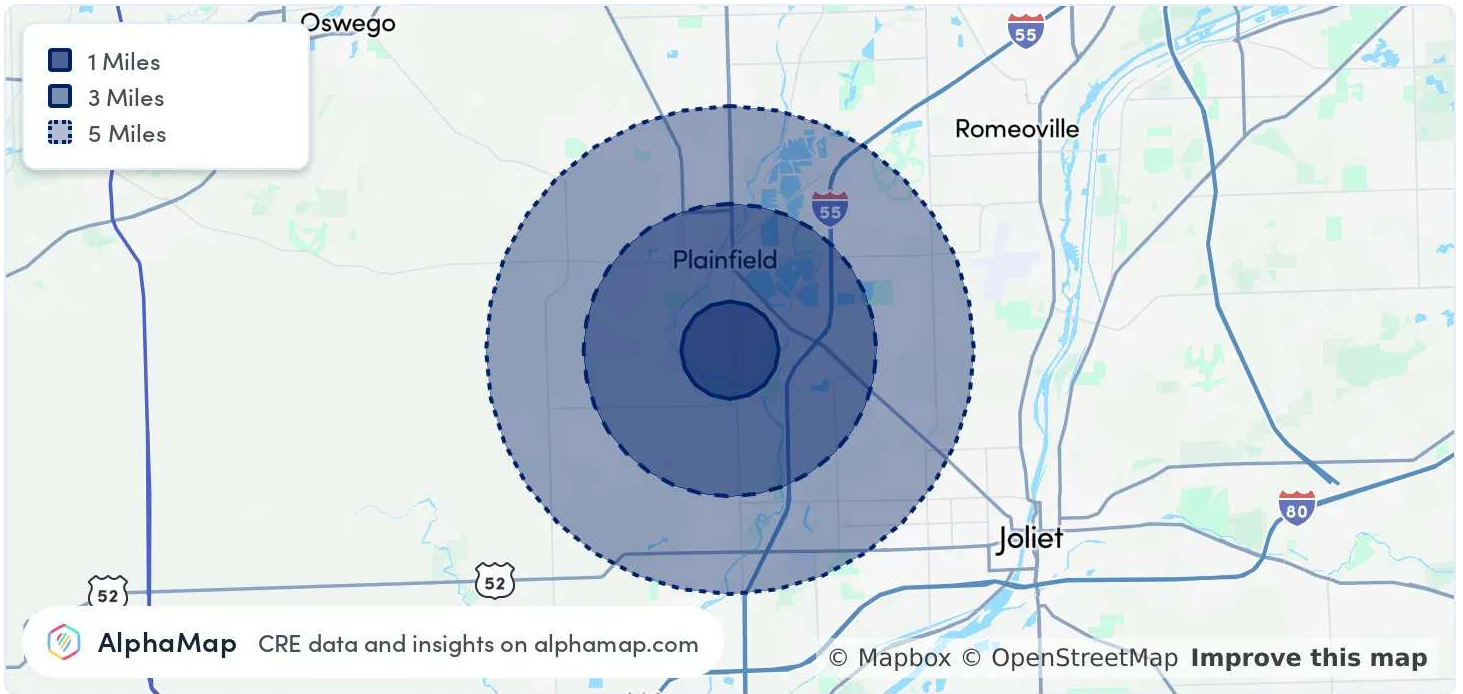 Oswego
1 Miles
3 Miles
5 Miles
55
Romeoville
55
Plainfield
80
Joliet
52
52
AlphaMap CRE data and insights on alphamap.com
© Mapbox © OpenStreetMap Improve this map